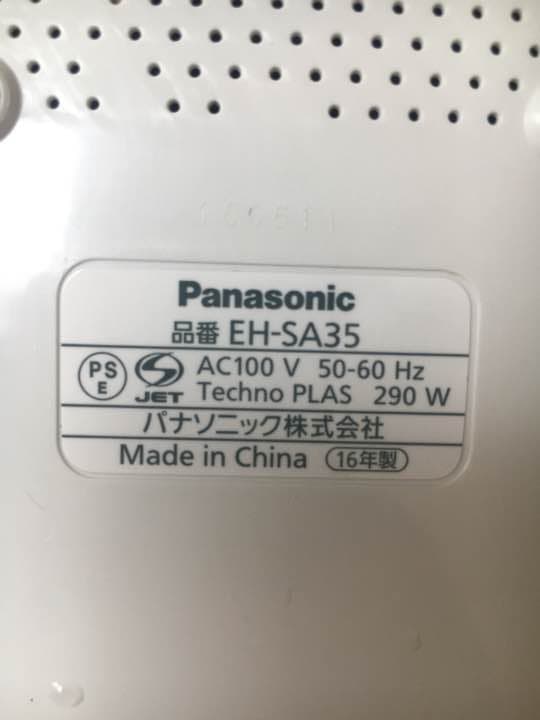 Panasonic
品番 EH-SA35
PS E JET AC100 V 50-60 Hz
Techno PLAS 290 W
パナソニック株式会社
Made in China 16年製